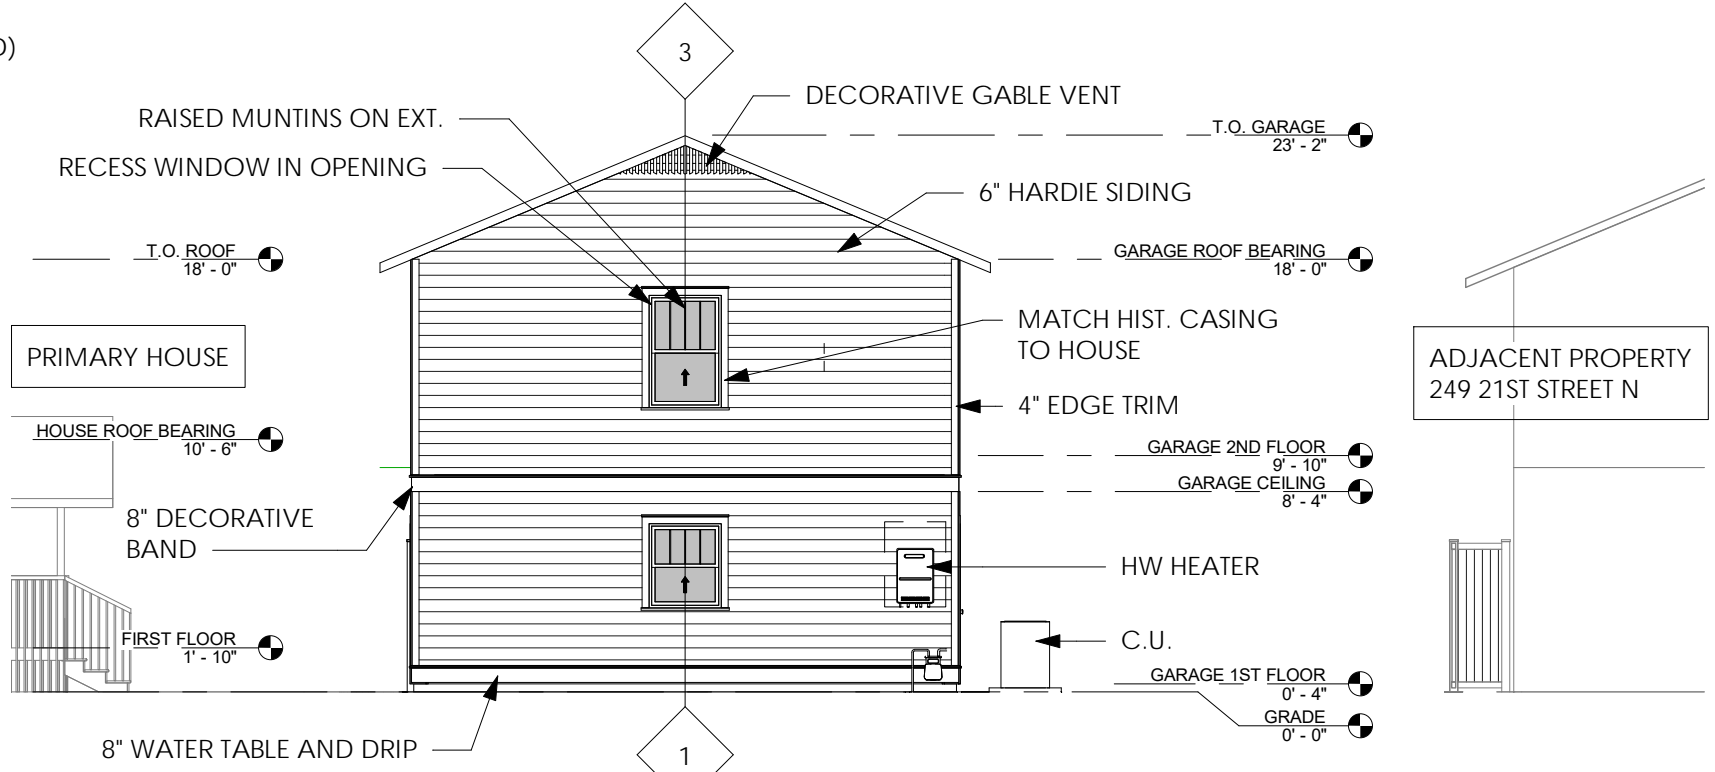 3
DECORATIVE GABLE VENT
RAISED MUNTINS ON EXT.
RECESS WINDOW IN OPENING
T.O. GARAGE
23' - 2"
6" HARDIE SIDING
T.O. ROOF
18' - 0"
GARAGE ROOF BEARING
18' - 0"
MATCH HIST. CASING
TO HOUSE
PRIMARY HOUSE
ADJACENT PROPERTY
249 21ST STREET N
4" EDGE TRIM
HOUSE ROOF BEARING
10' - 6"
GARAGE 2ND FLOOR
9' - 10"
GARAGE CEILING
8' - 4"
8" DECORATIVE
BAND
HW HEATER
FIRST FLOOR
1' - 10"
C.U.
GARAGE 1ST FLOOR
0' - 4"
GRADE
0' - 0"
8" WATER TABLE AND DRIP
1